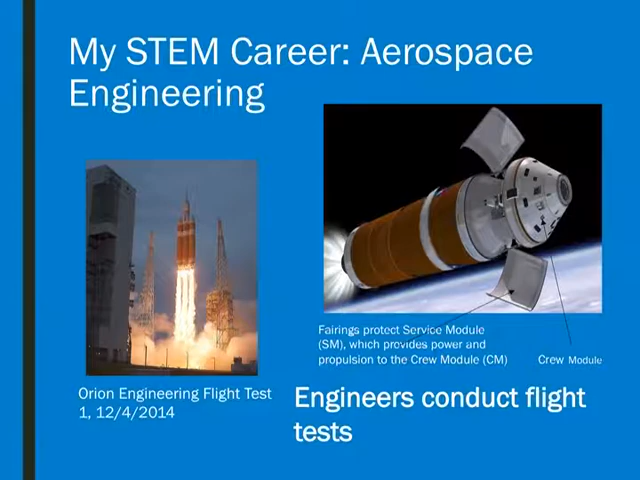 My STEM Career: Aerospace
Engineering
Fairings protect Service Module
(SM), which provides power and
propulsion to the Crew Module (CM)
Crew Module
Orion Engineering Flight Test
1, 12/4/2014
Engineers conduct flight
tests